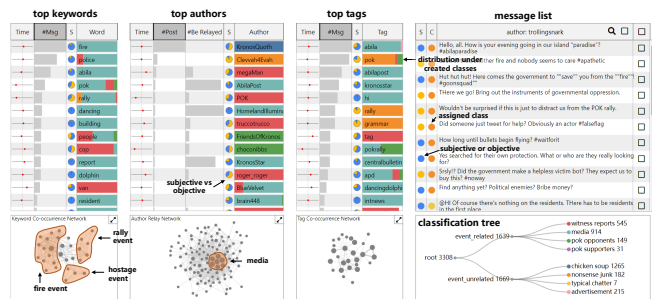 top keywords
top authors
top tags
message list
Time #Msg S Word
fire
police
abila
pok
rally
dancing
building
people
cop
report
dolphin
van
resident
Time #Post #Be Relayed S Author
KronosQuoth
Clevvah4Evah
megaMan
AbilaPost
POK
HomelandIllumin
truccotrucco
FriendsOfKronos
choconibbs
KronosStar
roger_roger
BlueVelvet
brain448
subjective vs
objective
Time #Msg S Tag
abila
pok
abilapost
kronosstar
hi
rally
grammar
Tag
pokrally
centralbulletin
apd
dancingdolphin
intnews
distribution under
created classes
S C author: trollingsnark
Hello, all. How is your evening going in our island "paradise"?
#abilaparadise
ther fire and nobody seems to care #apathetic
Hut hut hut! Here comes the government to ""save"" you from the ""fire""!
#goonsquad"
There we go! Bring out the instruments of governmental oppression.
Wouldn't be surprised if this is just to distract us from the POK rally.
assigned class
Did someone just tweet for help? Obviously an actor #falseflag
How long until bullets begin flying? #waitforit
subjective or objective
Yes searched for their own protection. What or who are they really looking
for?
Srsly!? Did the government make a helpless victim bot? They expect us to
buy this? #noway
Find anything yet? Political enemies? Bribe money?
@HI Of course there's nothing on the residents. There are no residents
in the first place
Keyword Co-occurrence Network
rally
event
hostage
event
fire event
Author Relay Network
media
Tag Co-occurrence Network
classification tree
root 3308
event_related 1639
witness reports 545
media 914
pok opponents 149
pok supporters 31
event_unrelated 1669
chicken soup 1265
nonsense junk 182
typical chatter 7
advertisement 215